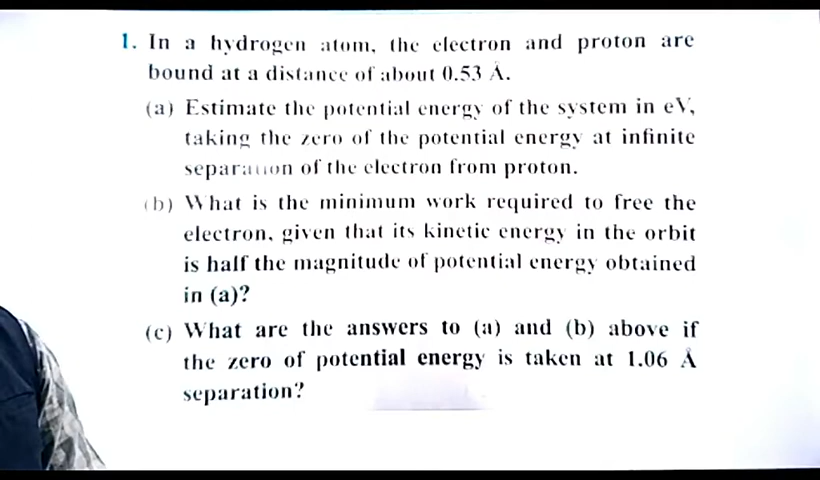 1. In a hydrogen atom, the electron and proton are
bound at a distance of about 0.53 Å.
(a) Estimate the potential energy of the system in eV,
taking the zero of the potential energy at infinite
separation of the electron from proton.
(b) What is the minimum work required to free the
electron, given that its kinetic energy in the orbit
is half the magnitude of potential energy obtained
in (a)?
(c) What are the answers to (a) and (b) above if
the zero of potential energy is taken at 1.06 Å
separation?